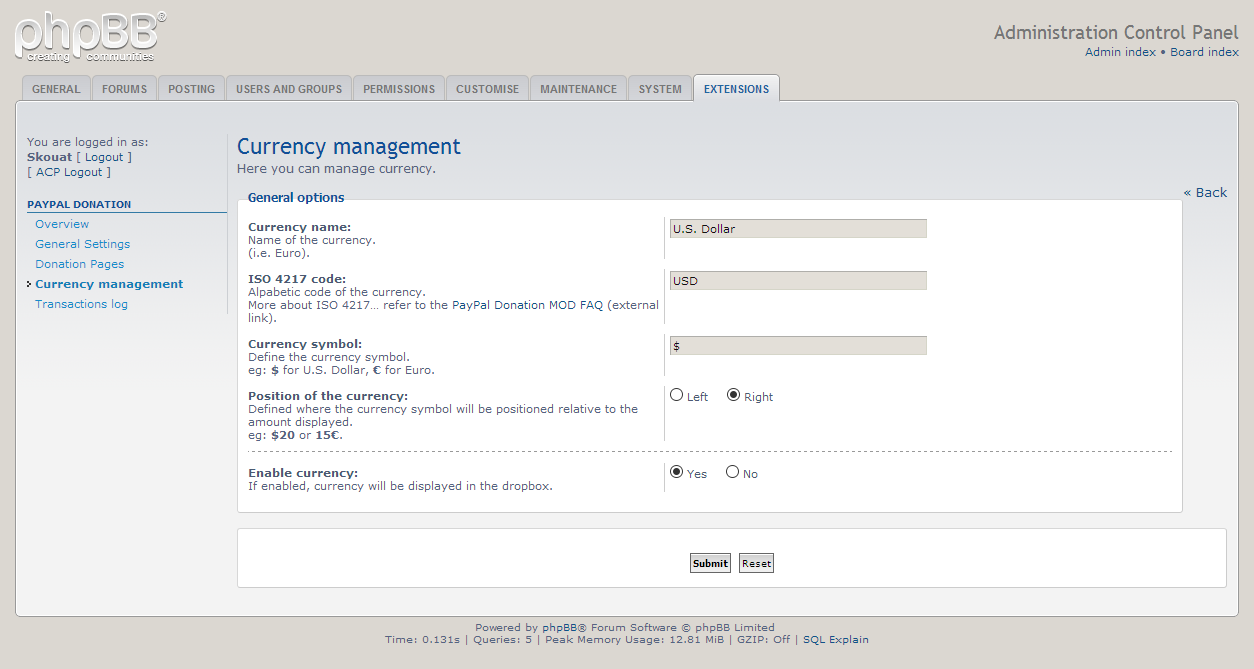 phpBB®
creating communities
Administration Control Panel
Admin index • Board index
GENERAL FORUMS POSTING USERS AND GROUPS PERMISSIONS CUSTOMISE MAINTENANCE SYSTEM EXTENSIONS
You are logged in as:
Skouat [ Logout ]
[ ACP Logout ]
PAYPAL DONATION
Overview
General Settings
Donation Pages
Currency management
Transactions log
Currency management
Here you can manage currency.
« Back
General options
Currency name:
Name of the currency.
(i.e. Euro).
U.S. Dollar
ISO 4217 code:
Alpabetic code of the currency.
More about ISO 4217… refer to the PayPal Donation MOD FAQ (external
link).
USD
Currency symbol:
Define the currency symbol.
eg: $ for U.S. Dollar, € for Euro.
$
Position of the currency:
Defined where the currency symbol will be positioned relative to the
amount displayed.
eg: $20 or 15€.
Left Right
Enable currency:
If enabled, currency will be displayed in the dropbox.
Yes No
Submit Reset
Powered by phpBB® Forum Software © phpBB Limited
Time: 0.131s | Queries: 5 | Peak Memory Usage: 12.81 MiB | GZIP: Off | SQL Explain